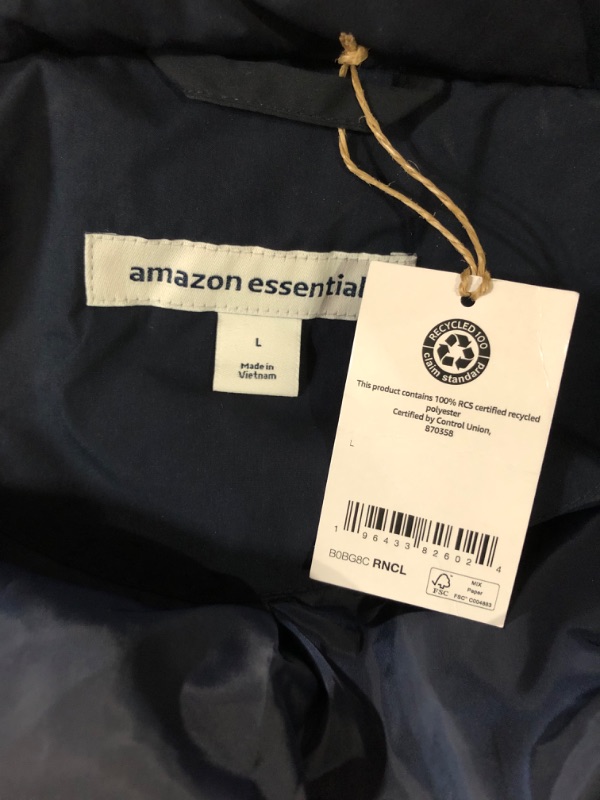 amazon essential
L
Made in
Vietnam
RECYCLED 100
claim standard
This product contains 100% RCS certified recycled
polyester
Certified by Control Union,
870358
L
1 96433 82602 4
B0BG8C RNCL
FSC
MIX
Paper
FSC® C004883